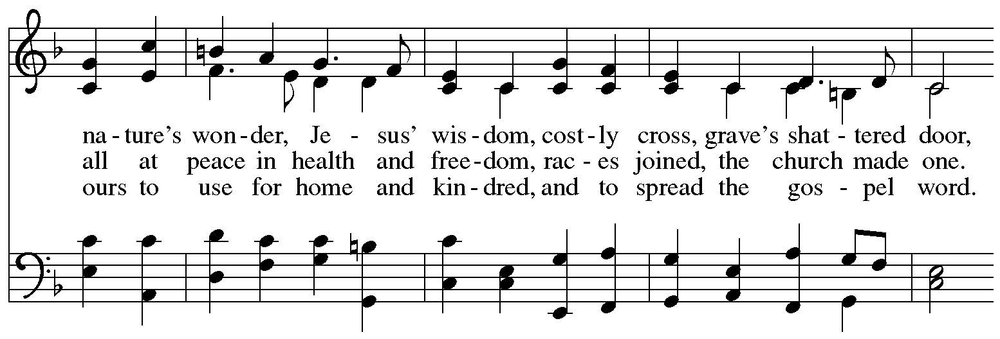 na - ture's won - der, Je - sus' wis - dom, cost - ly cross, grave's shat - tered door,
all at peace in health and free - dom, rac - es joined, the church made one.
ours to use for home and kin - dred, and to spread the gos - pel word.